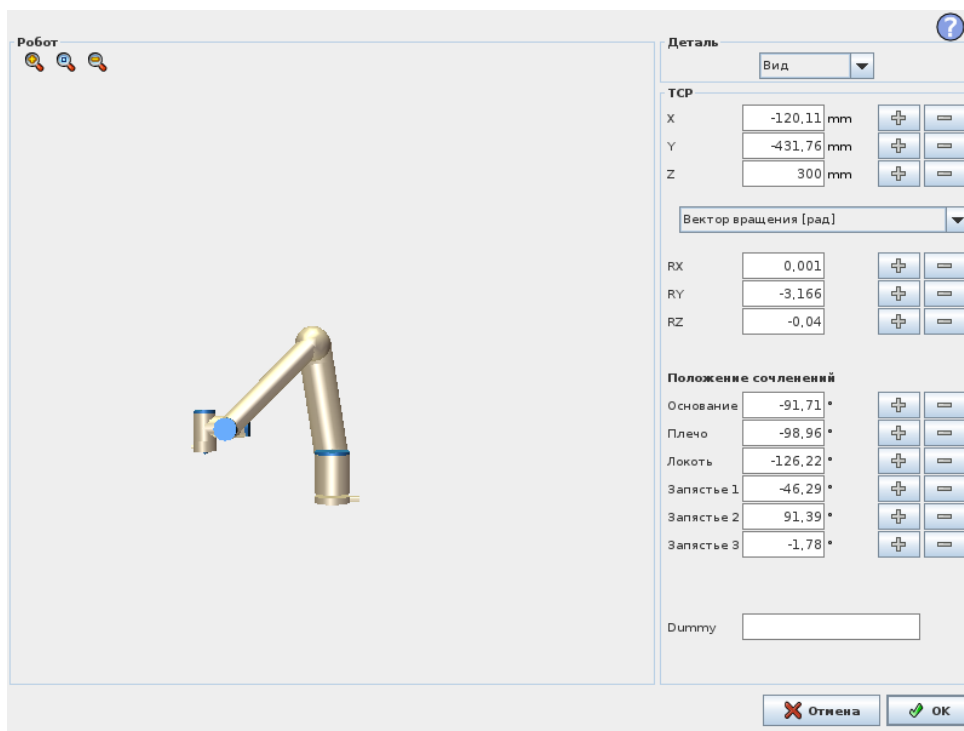 ?
Робот
Деталь
Вид
TCP
X -120,11 mm
Y -431,76 mm
Z 300 mm
Вектор вращения [рад]
RX 0,001
RY -3,166
RZ -0,04
Положение сочленений
Основание -91,71 °
Плечо -98,96 °
Локоть -126,22 °
Запястье 1 -46,29 °
Запястье 2 91,39 °
Запястье 3 -1,78 °
Dummy
Отмена OK